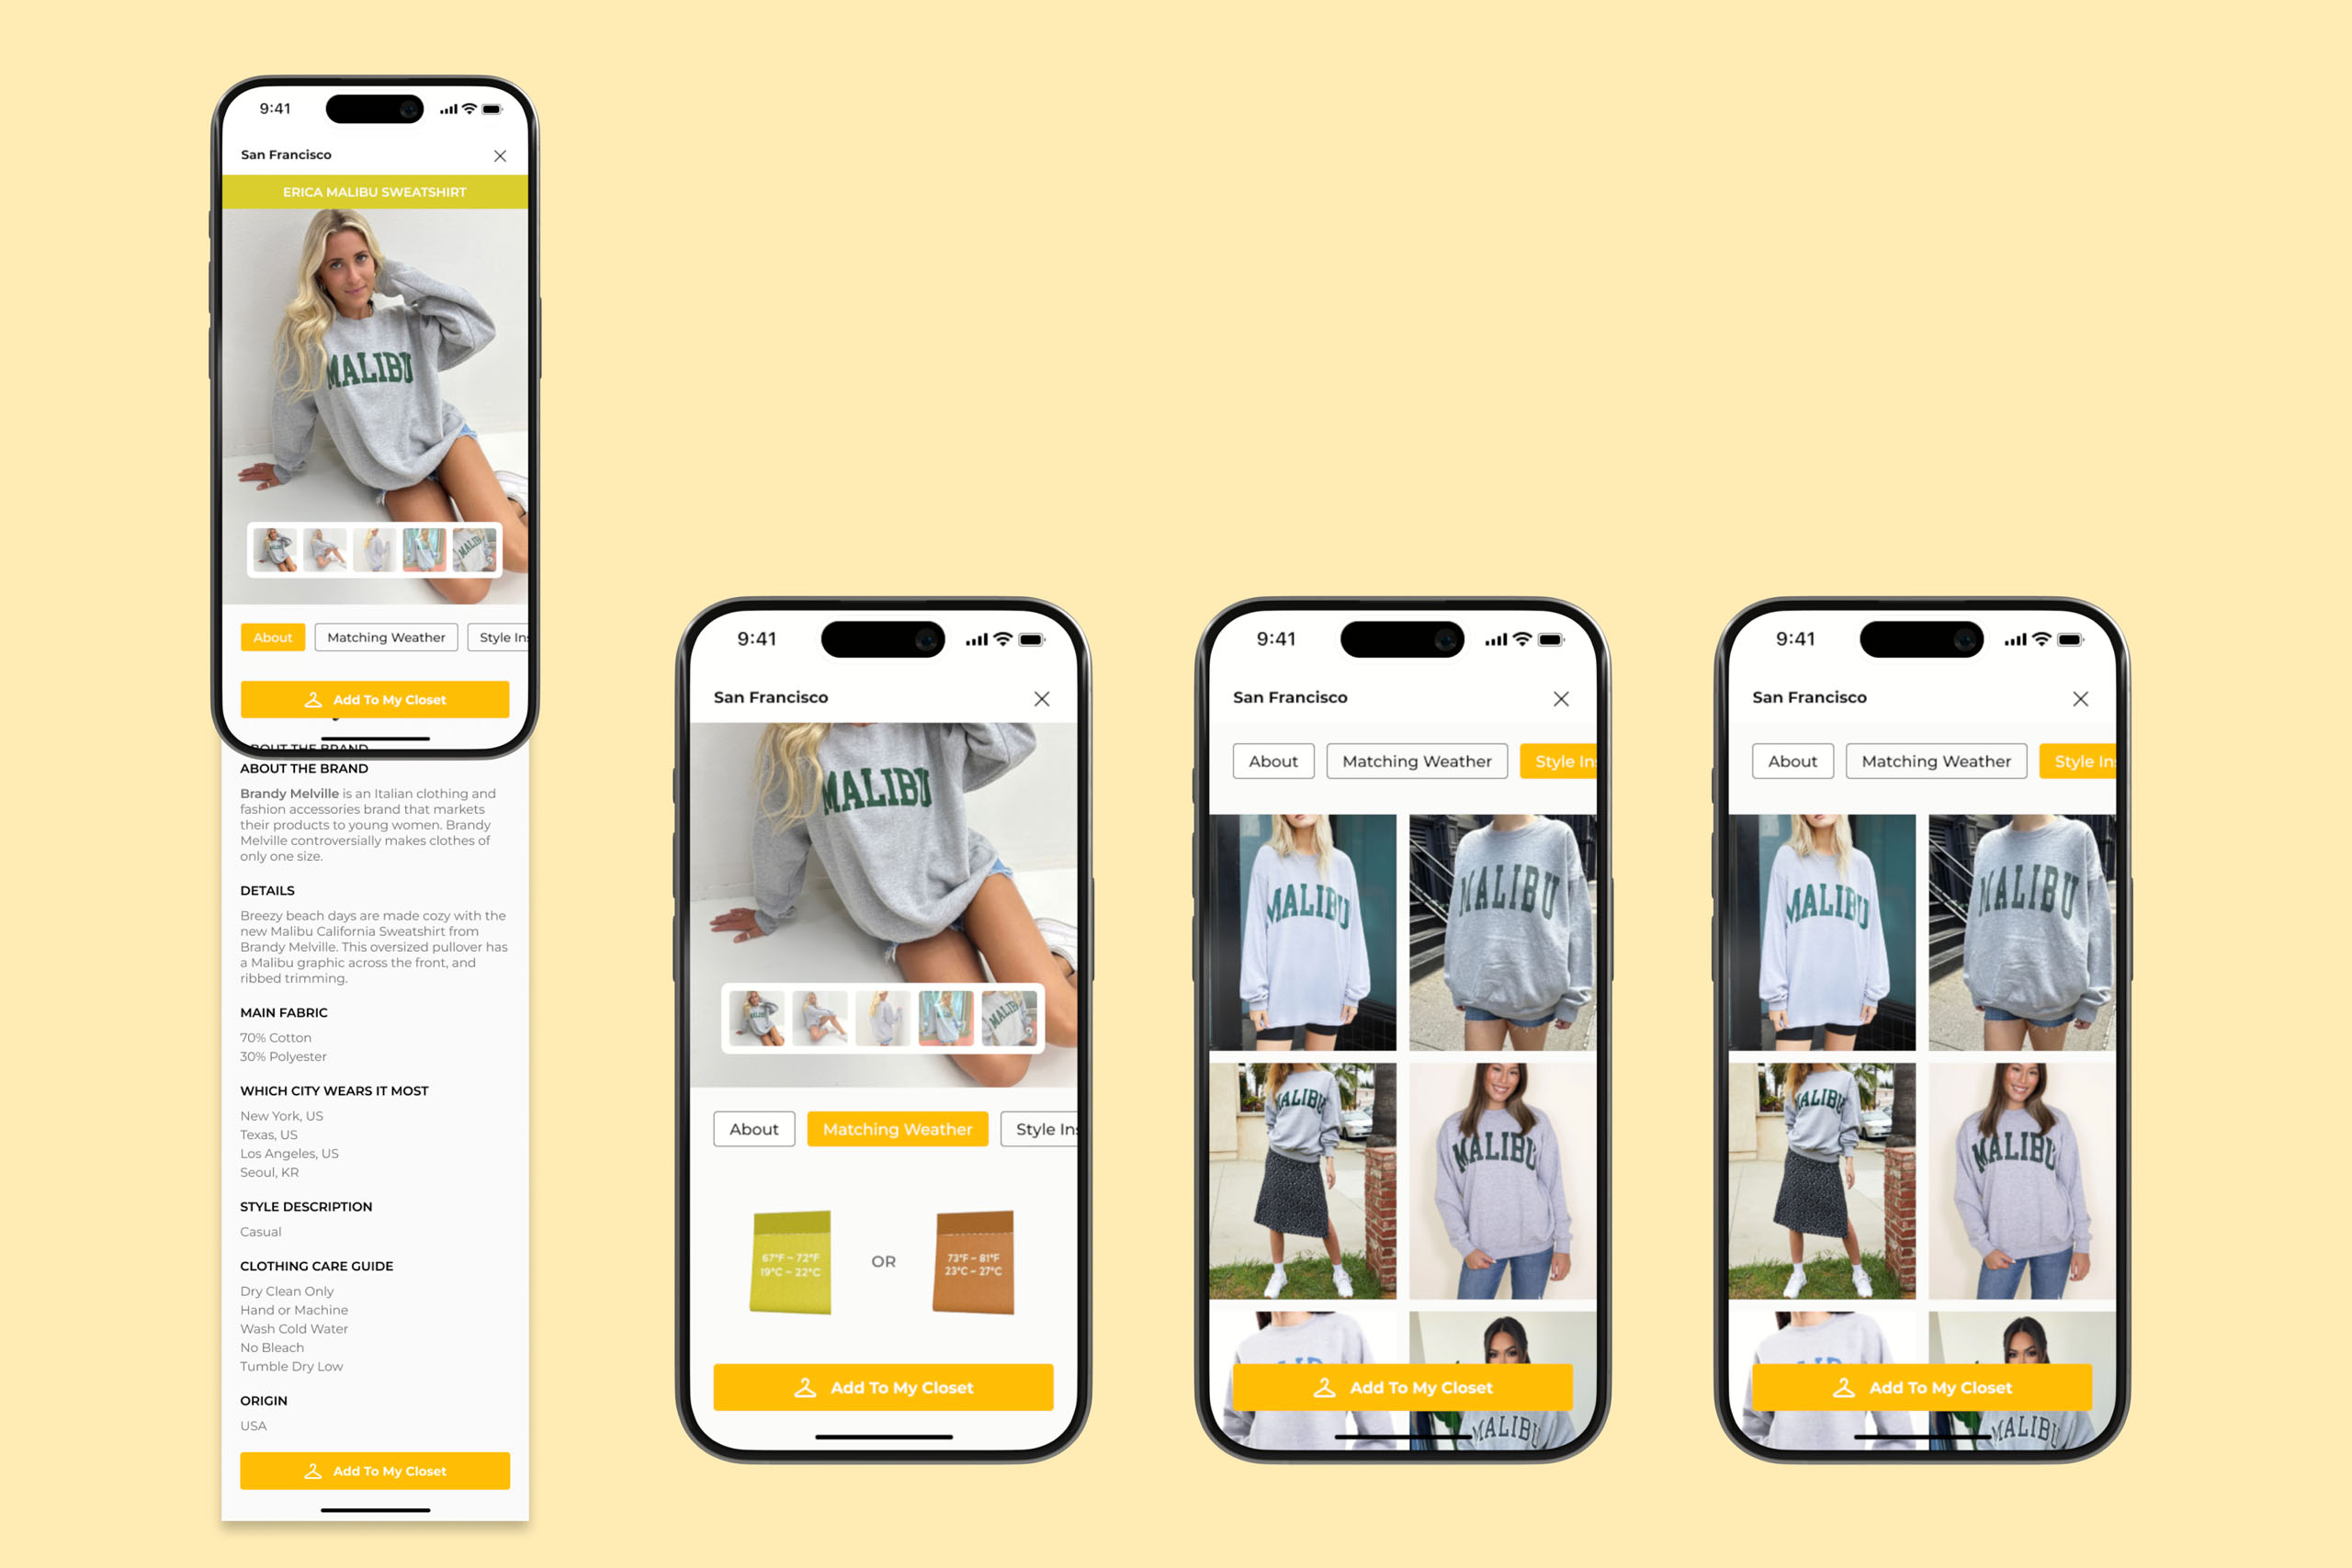 9:41
San Francisco
ERICA MALIBU SWEATSHIRT
MALIBU
MALIBU
About
Matching Weather
Style Ins
Add To My Closet
ABOUT THE BRAND
ABOUT THE BRAND
Brandy Melville is an Italian clothing and
fashion accessories brand that markets
their products to young women. Brandy
Melville controversially makes clothes of
only one size.
DETAILS
Breezy beach days are made cozy with the
new Malibu California Sweatshirt from
Brandy Melville. This oversized pullover has
a Malibu graphic across the front, and
ribbed trimming.
MAIN FABRIC
70% Cotton
30% Polyester
WHICH CITY WEARS IT MOST
New York, US
Texas, US
Los Angeles, US
Seoul, KR
STYLE DESCRIPTION
Casual
CLOTHING CARE GUIDE
Dry Clean Only
Hand or Machine
Wash Cold Water
No Bleach
Tumble Dry Low
ORIGIN
USA
Add To My Closet
9:41
San Francisco
MALIBU
MALIBU
About
Matching Weather
Style Ins
67°F ~ 72°F
19°C ~ 22°C
OR
73°F ~ 81°F
23°C ~ 27°C
Add To My Closet
9:41
San Francisco
About
Matching Weather
Style Ins
MALIBU
MALIBU
MALIBU
MALIBU
Add To My Closet
MALIBU
9:41
San Francisco
About
Matching Weather
Style Ins
MALIBU
MALIBU
MALIBU
MALIBU
Add To My Closet
MALIBU